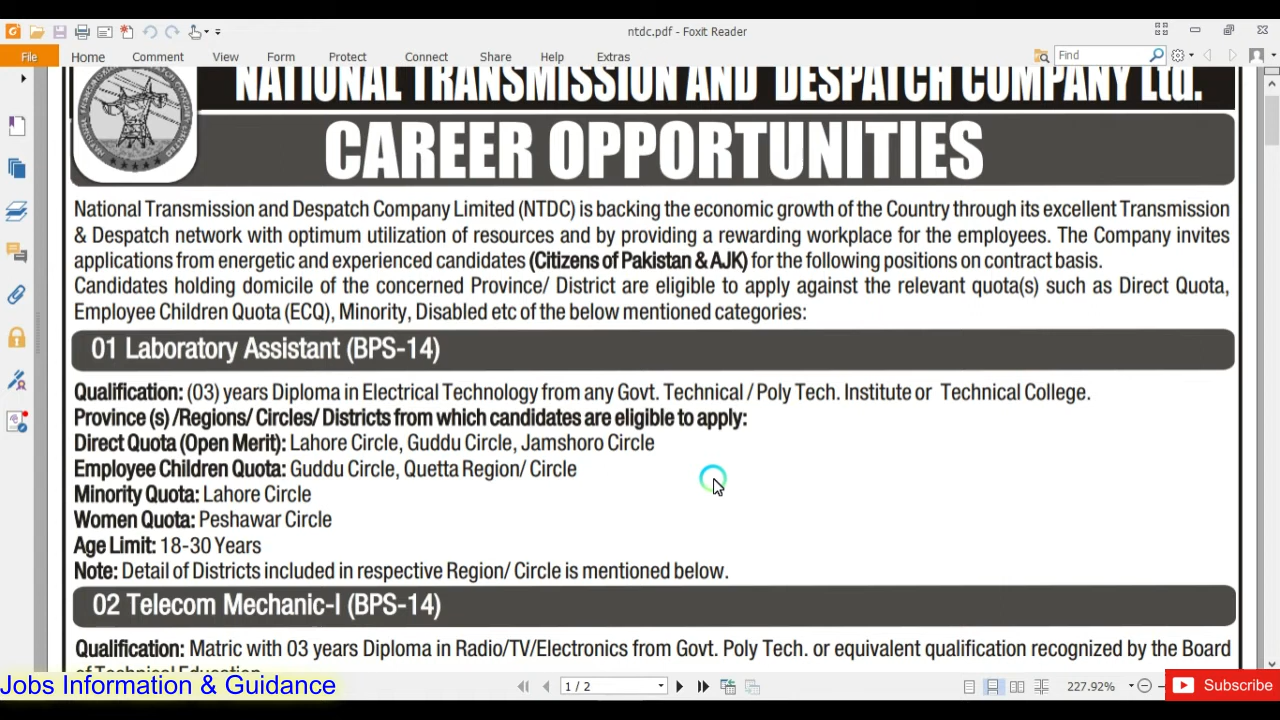 ntdc.pdf - Foxit Reader
File Home Comment View Form Protect Connect Share Help Extras Find
NATIONAL TRANSMISSION AND DESPATCH COMPANY Ltd.
CAREER OPPORTUNITIES
National Transmission and Despatch Company Limited (NTDC) is backing the economic growth of the Country through its excellent Transmission
& Despatch network with optimum utilization of resources and by providing a rewarding workplace for the employees. The Company invites
applications from energetic and experienced candidates (Citizens of Pakistan & AJK) for the following positions on contract basis.
Candidates holding domicile of the concerned Province/ District are eligible to apply against the relevant quota(s) such as Direct Quota,
Employee Children Quota (ECQ), Minority, Disabled etc of the below mentioned categories:
01 Laboratory Assistant (BPS-14)
Qualification: (03) years Diploma in Electrical Technology from any Govt. Technical / Poly Tech. Institute or Technical College.
Province (s) /Regions/ Circles/ Districts from which candidates are eligible to apply:
Direct Quota (Open Merit): Lahore Circle, Guddu Circle, Jamshoro Circle
Employee Children Quota: Guddu Circle, Quetta Region/ Circle
Minority Quota: Lahore Circle
Women Quota: Peshawar Circle
Age Limit: 18-30 Years
Note: Detail of Districts included in respective Region/ Circle is mentioned below.
02 Telecom Mechanic-I (BPS-14)
Qualification: Matric with 03 years Diploma in Radio/TV/Electronics from Govt. Poly Tech. or equivalent qualification recognized by the Board
of Technical Education
Jobs Information & Guidance
1 / 2
227.92%
Subscribe